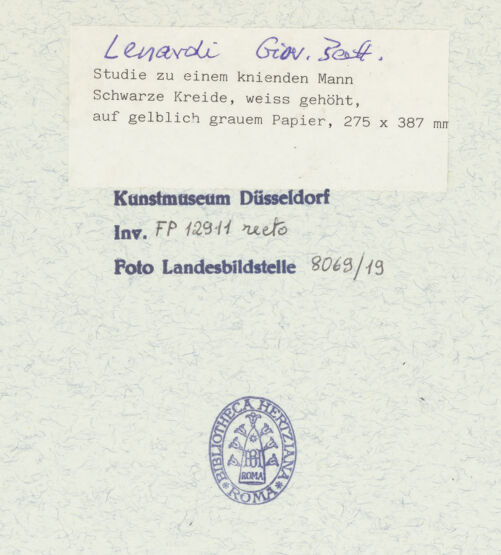 Lenardi Giov. Batt.
Studie zu einem knienden Mann
Schwarze Kreide, weiss gehöht,
auf gelblich grauem Papier, 275 x 387 mm
Kunstmuseum Düsseldorf
Inv. FP 12911 recto
Foto Landesbildstelle 8069/19
BIBLIOTHECA HERTZIANA
ROMA
* ROMA *